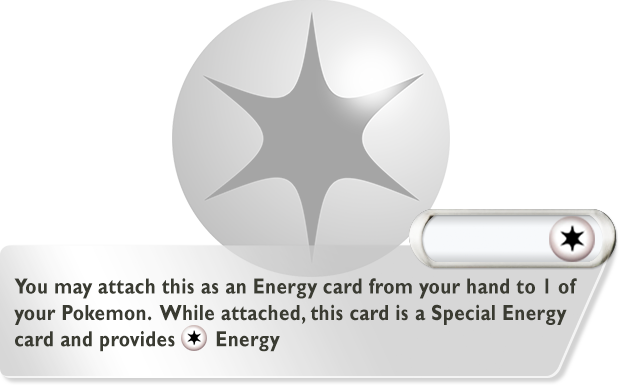 You may attach this as an Energy card from your hand to 1 of
your Pokemon. While attached, this card is a Special Energy
card and provides Energy